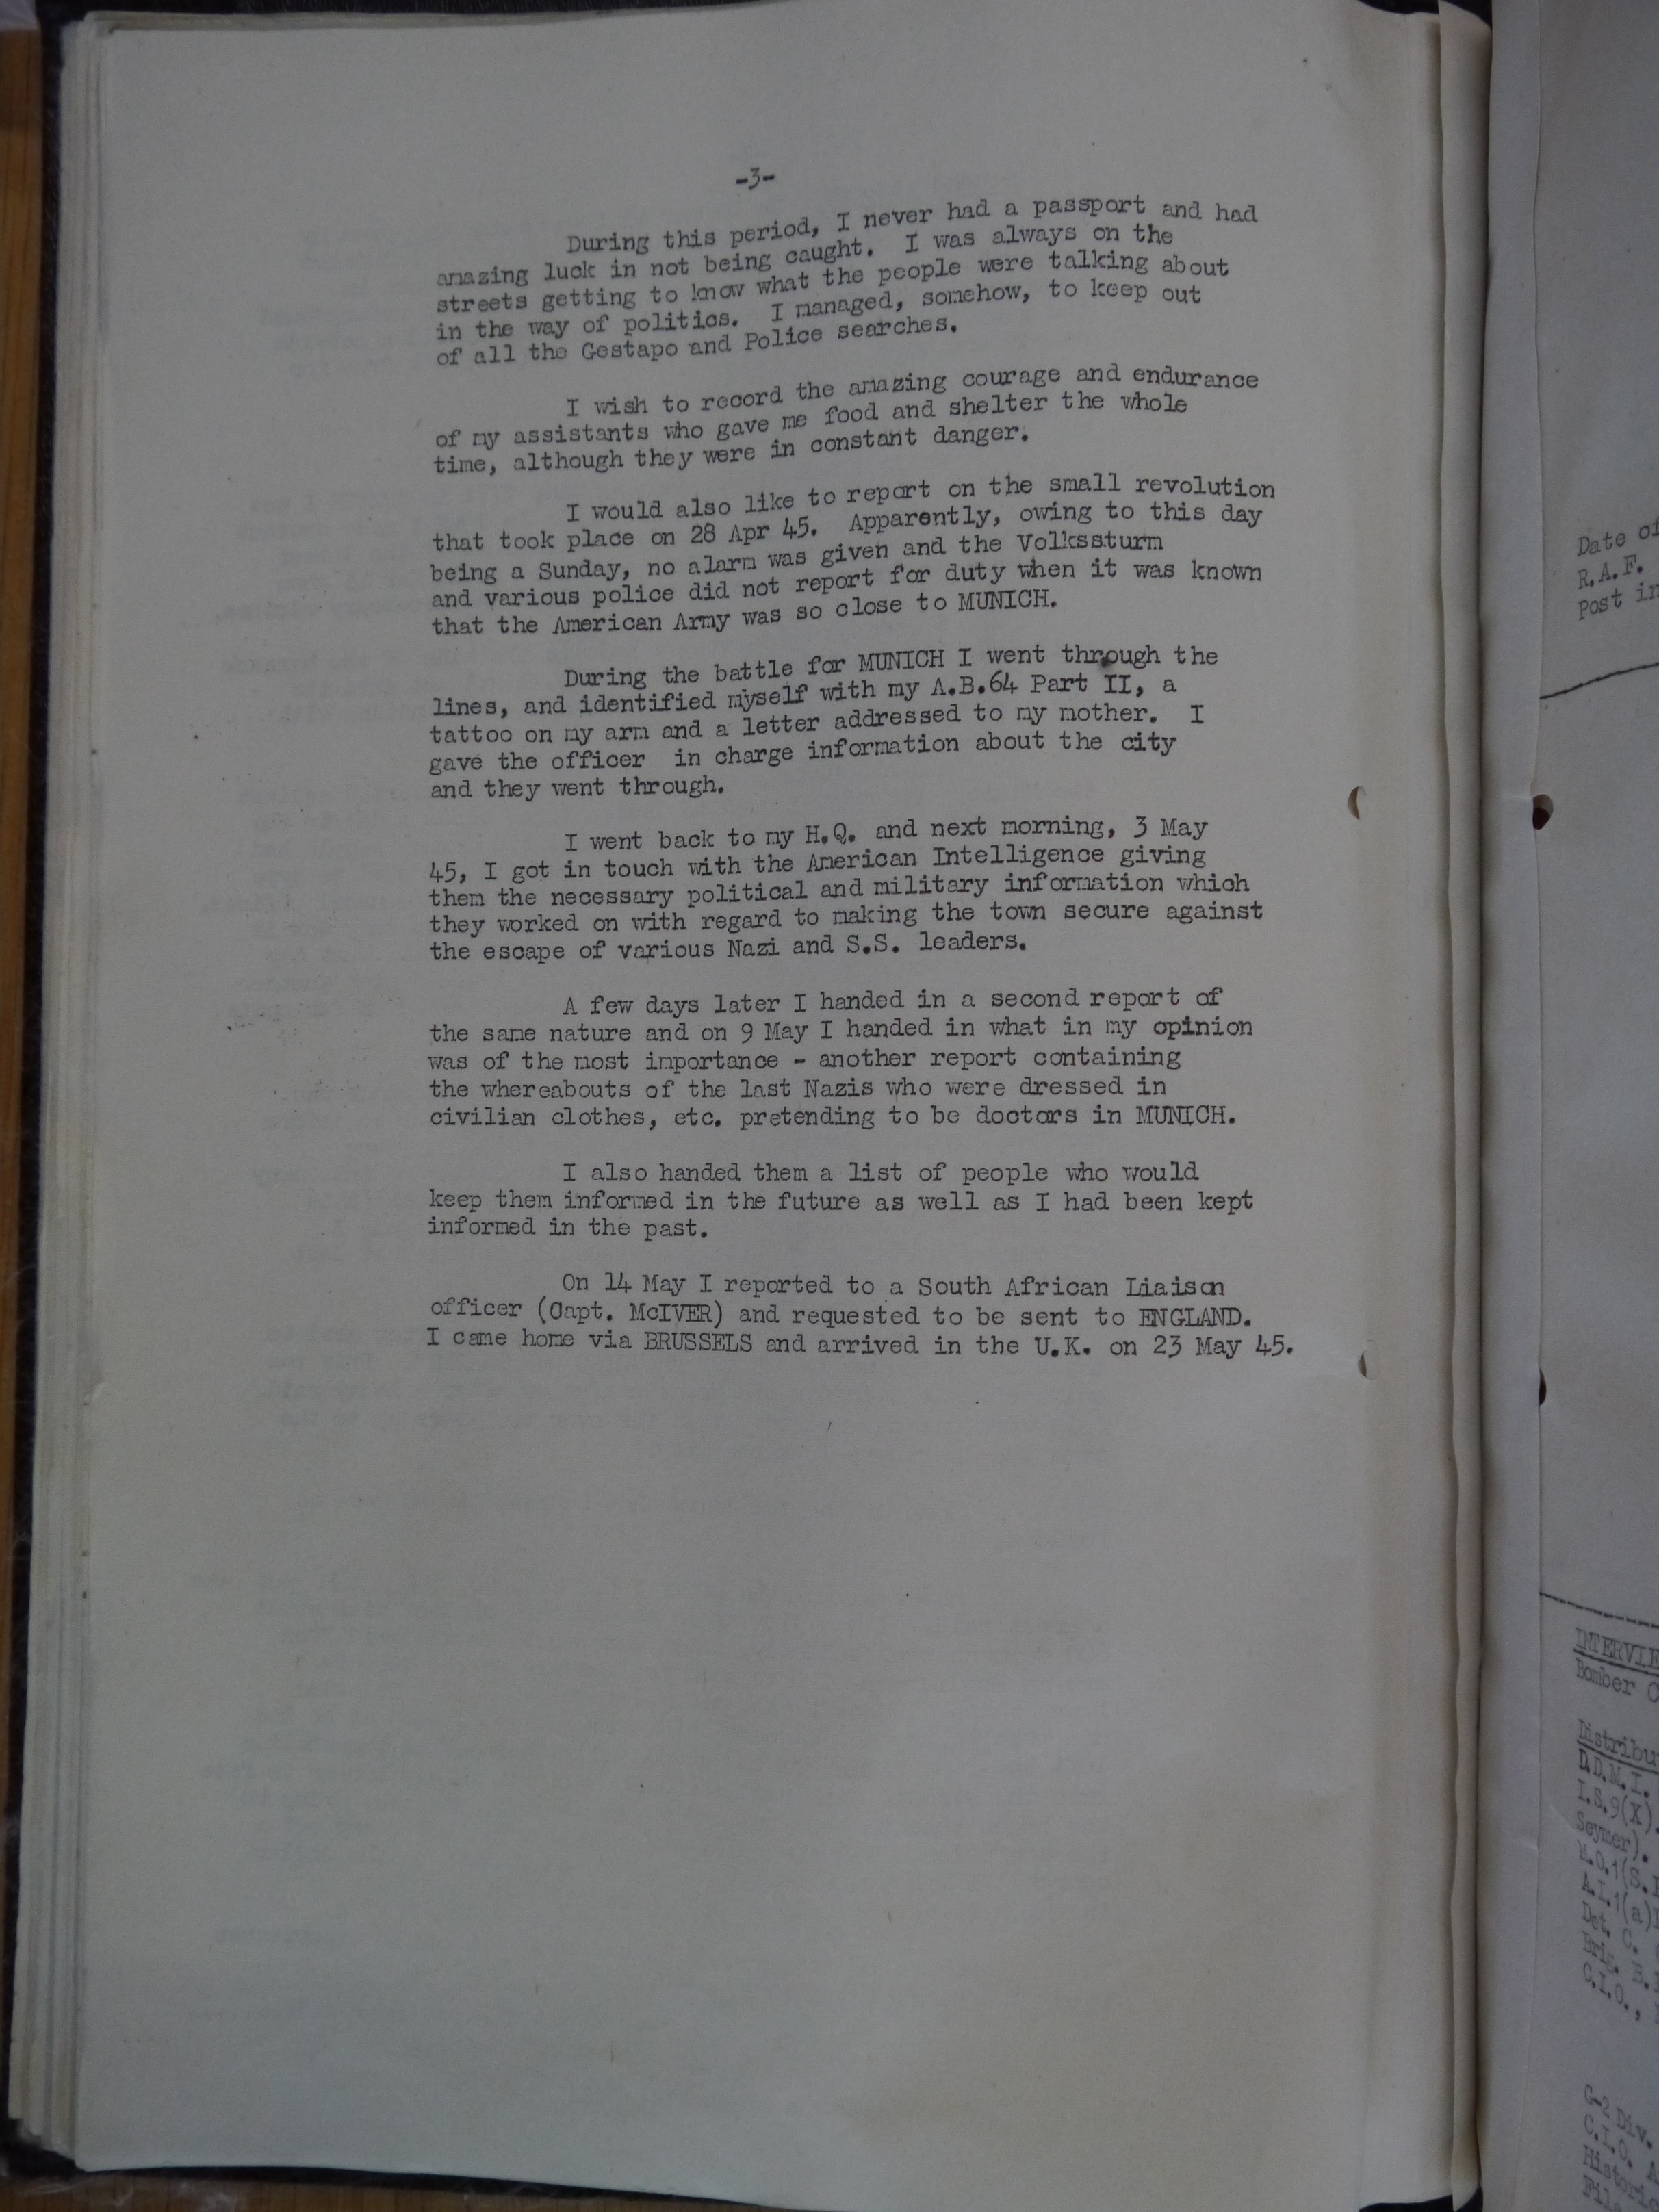 -3-
During this period, I never had a passport and had
amazing luck in not being caught. I was always on the
streets getting to know what the people were talking about
in the way of politics. I managed, somehow, to keep out
of all the Gestapo and Police searches.
I wish to record the amazing courage and endurance
of my assistants who gave me food and shelter the whole
time, although they were in constant danger.
I would also like to report on the small revolution
that took place on 28 Apr 45. Apparently, owing to this day
being a Sunday, no alarm was given and the Volkssturm
and various police did not report for duty when it was known
that the American Army was so close to MUNICH.
During the battle for MUNICH I went through the
lines, and identified myself with my A.B.64 Part II, a
tattoo on my arm and a letter addressed to my mother. I
gave the officer in charge information about the city
and they went through.
I went back to my H.Q. and next morning, 3 May
45, I got in touch with the American Intelligence giving
them the necessary political and military information which
they worked on with regard to making the town secure against
the escape of various Nazi and S.S. leaders.
A few days later I handed in a second report of
the same nature and on 9 May I handed in what in my opinion
was of the most importance - another report containing
the whereabouts of the last Nazis who were dressed in
civilian clothes, etc. pretending to be doctors in MUNICH.
I also handed them a list of people who would
keep them informed in the future as well as I had been kept
informed in the past.
On 14 May I reported to a South African Liaison
officer (Capt. McIVER) and requested to be sent to ENGLAND.
I came home via BRUSSELS and arrived in the U.K. on 23 May 45.
Date of
R.A.F.
Post in
INTERVIE
Bomber C
Distribu
D.D.M.I.
I.S.9(X).
Seymer).
M.O.1(S.
A.I.1(a)
Det. C.
Brig.
G.I.O.,
G-2 Div.
C.I.O.
Historic
File